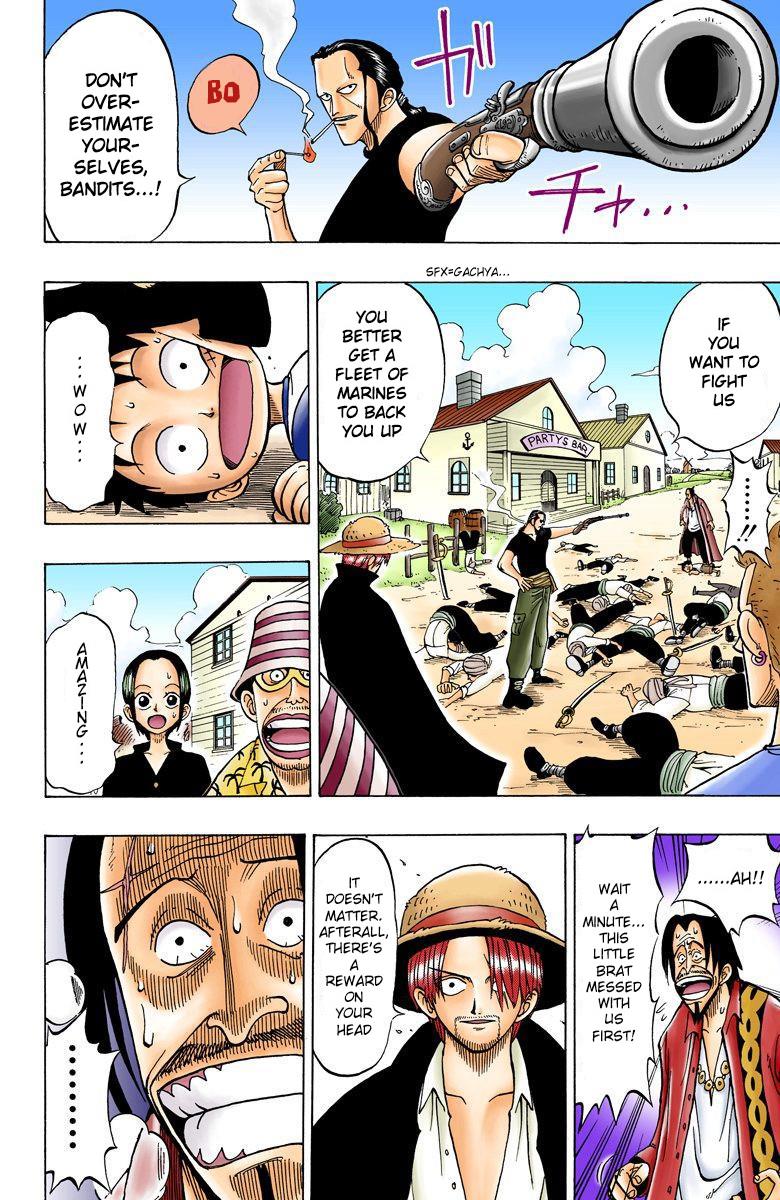 ガ
チャ...
BO
DON'T
OVER-
ESTIMATE
YOUR-
SELVES,
BANDITS...!
SFX=GACHYA...
IF
YOU
WANT TO
FIGHT
US
YOU
BETTER
GET A
FLEET OF
MARINES
TO BACK
YOU UP
PARTYS BAR
......!!
...WOW...
AMAZING...
......AH!!
WAIT
A
MINUTE...
THIS
LITTLE
BRAT
MESSED
WITH
US
FIRST!
IT
DOESN'T
MATTER.
AFTERALL,
THERE'S
A
REWARD
ON
YOUR
HEAD
........